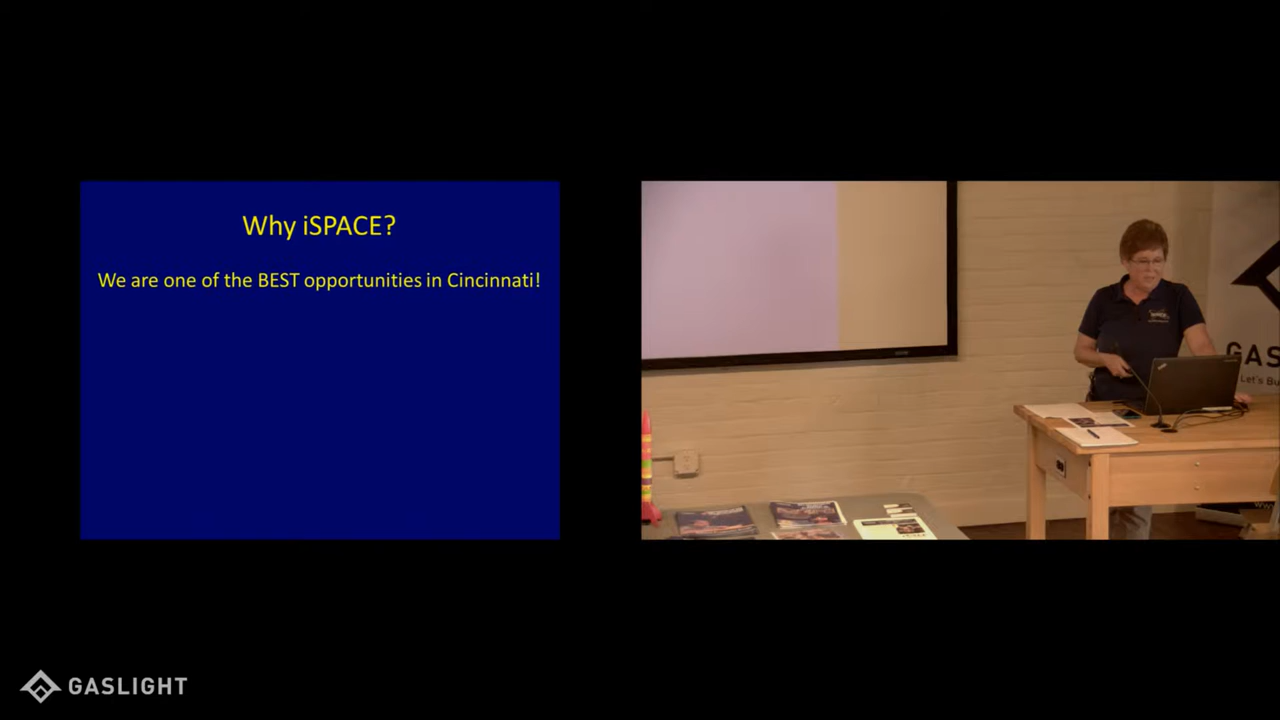 Why iSPACE?
We are one of the BEST opportunities in Cincinnati!
GAS
Let's Bu
GASLIGHT